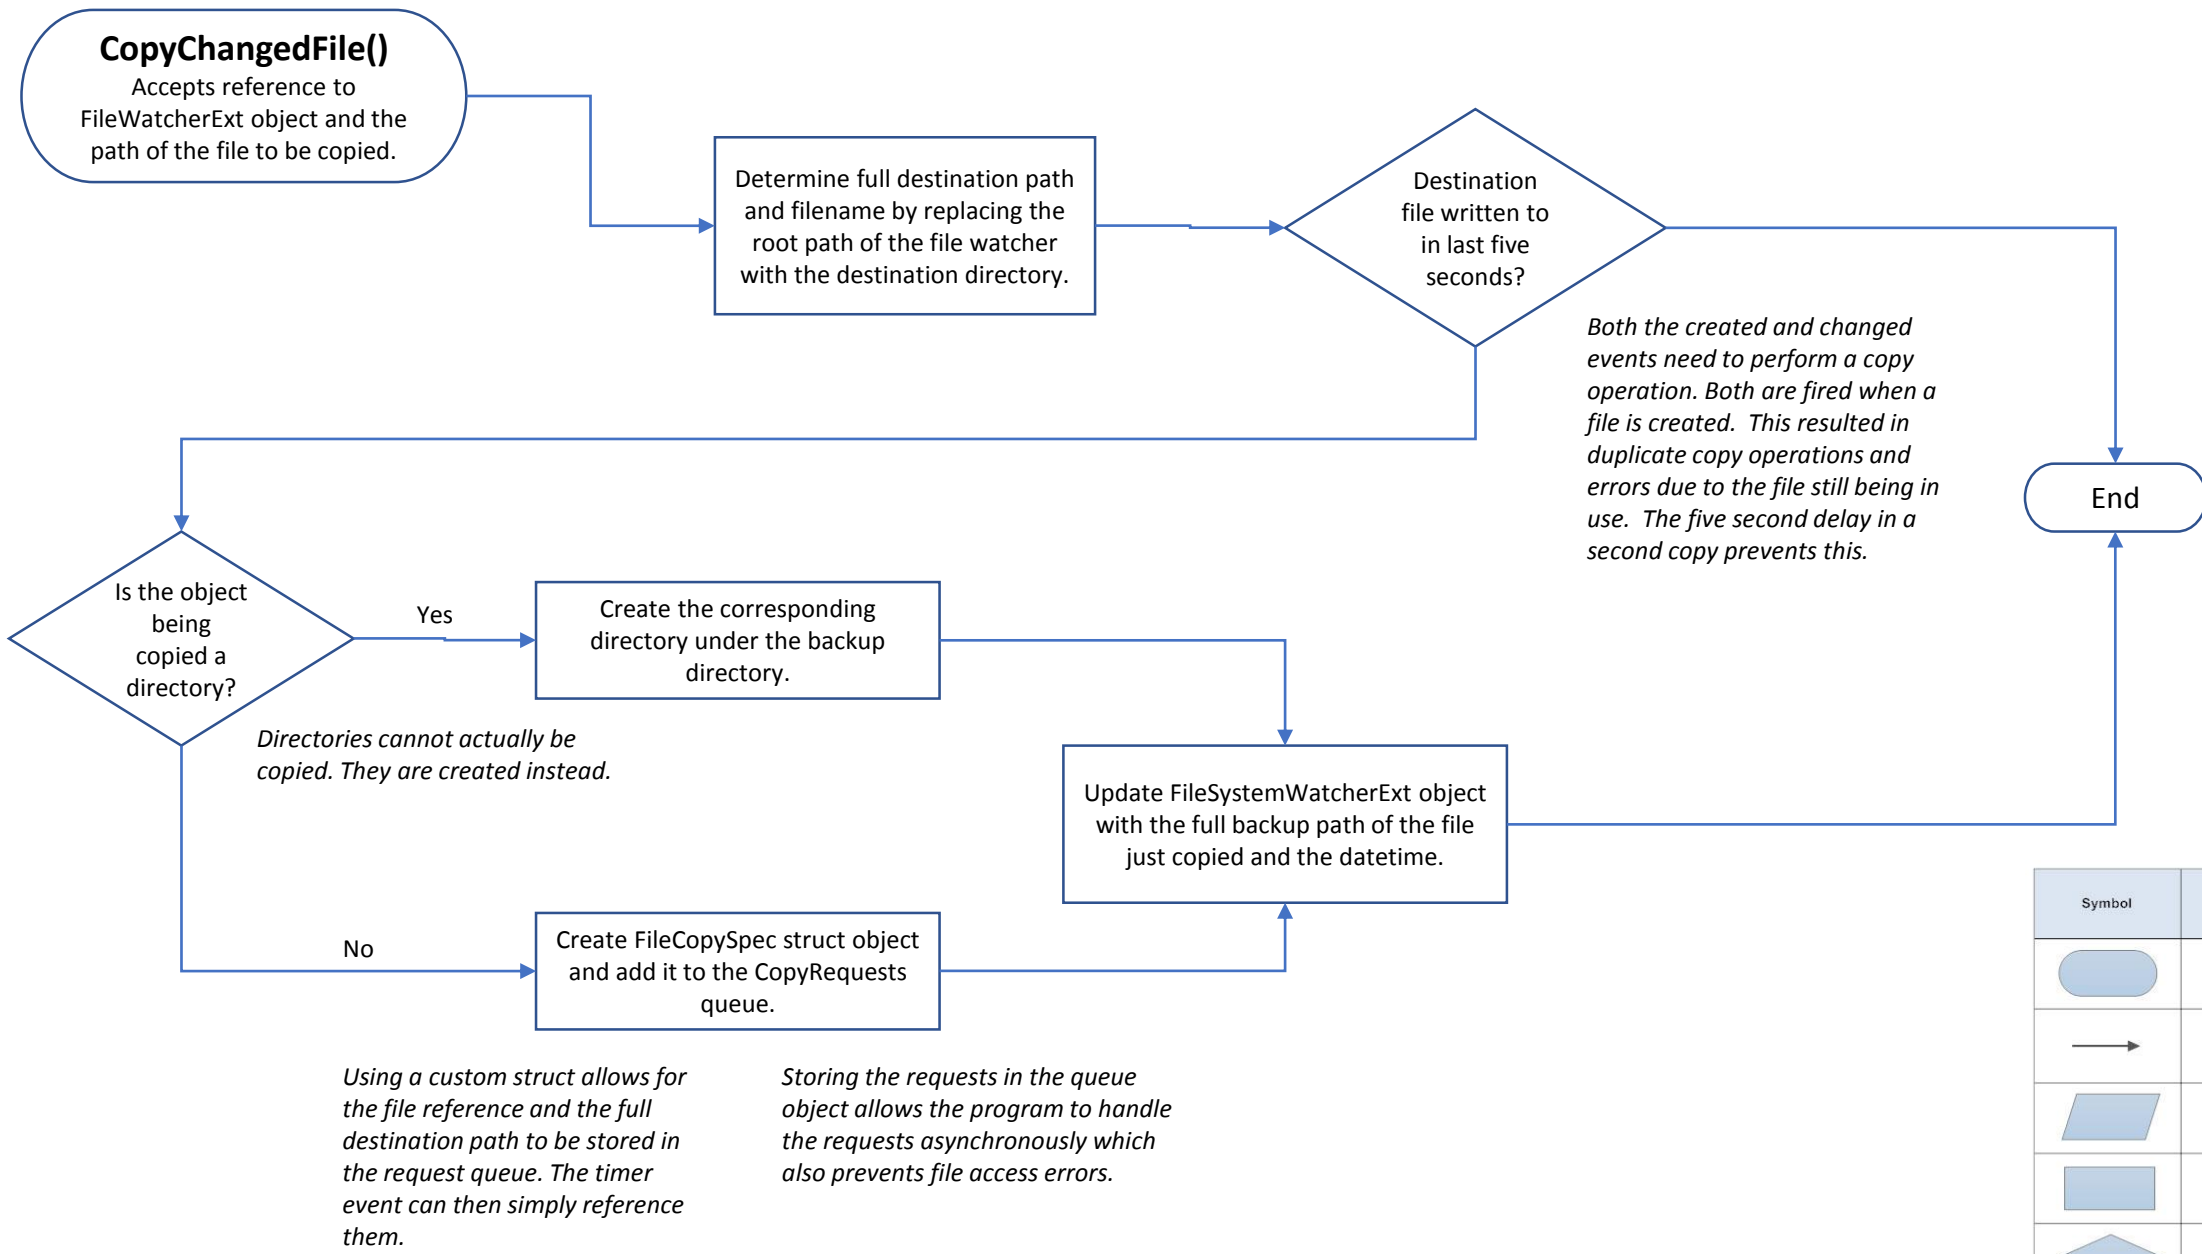 CopyChangedFile()
Accepts reference to
FileWatcherExt object and the
path of the file to be copied.
Determine full destination path
and filename by replacing the
root path of the file watcher
with the destination directory.
Destination
file written to
in last five
seconds?
Both the created and changed
events need to perform a copy
operation. Both are fired when a
file is created.  This resulted in
duplicate copy operations and
errors due to the file still being in
use.  The five second delay in a
second copy prevents this.
End
Is the object
being
copied a
directory?
Yes
Create the corresponding
directory under the backup
directory.
Directories cannot actually be
copied. They are created instead.
Update FileSystemWatcherExt object
with the full backup path of the file
just copied and the datetime.
No
Create FileCopySpec struct object
and add it to the CopyRequests
queue.
Using a custom struct allows for
the file reference and the full
destination path to be stored in
the request queue. The timer
event can then simply reference
them.
Storing the requests in the queue
object allows the program to handle
the requests asynchronously which
also prevents file access errors.
Symbol